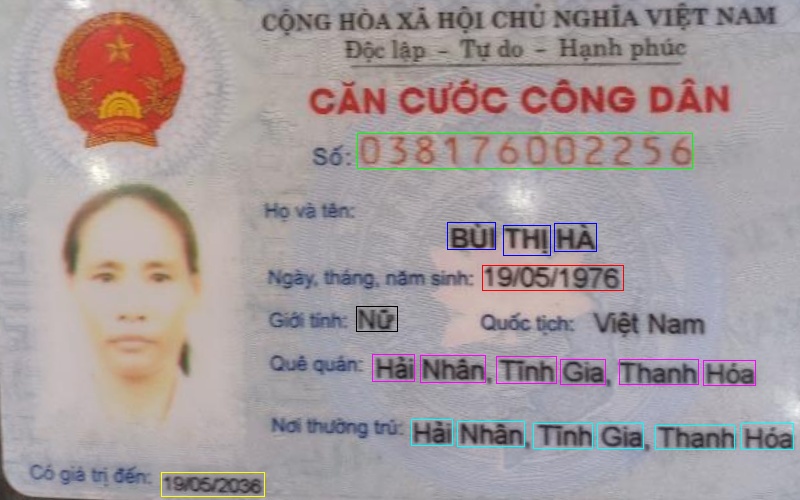 CỘNG HÒA XÃ HỘI CHỦ NGHĨA VIỆT NAM
Độc lập - Tự do - Hạnh phúc
CĂN CƯỚC CÔNG DÂN
Số: 038176002256
Họ và tên:
BÙI THỊ HÀ
Ngày, tháng, năm sinh: 19/05/1976
Giới tính: Nữ Quốc tịch: Việt Nam
Quê quán: Hải Nhân, Tĩnh Gia, Thanh Hóa
Nơi thường trú: Hải Nhân, Tĩnh Gia, Thanh Hóa
Có giá trị đến: 19/05/2036